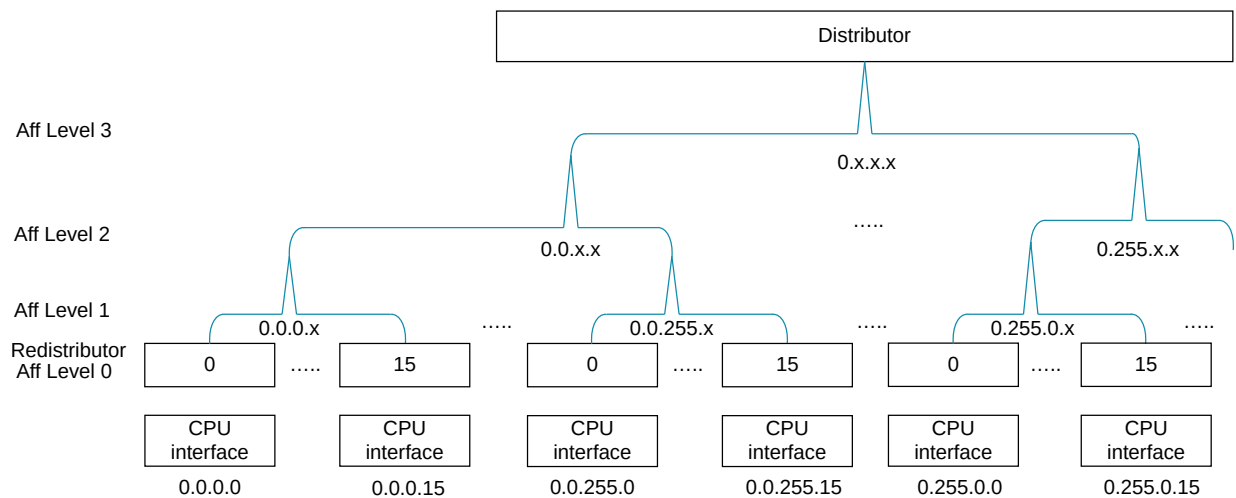 Distributor
Aff Level 3
0.x.x.x
Aff Level 2
.....
0.0.x.x
0.255.x.x
Aff Level 1
0.0.0.x
.....
0.0.255.x
.....
0.255.0.x
.....
Redistributor
Aff Level 0
0
.....
15
0
.....
15
0
.....
15
CPU
interface
CPU
interface
CPU
interface
CPU
interface
CPU
interface
CPU
interface
0.0.0.0
0.0.0.15
0.0.255.0
0.0.255.15
0.255.0.0
0.255.0.15